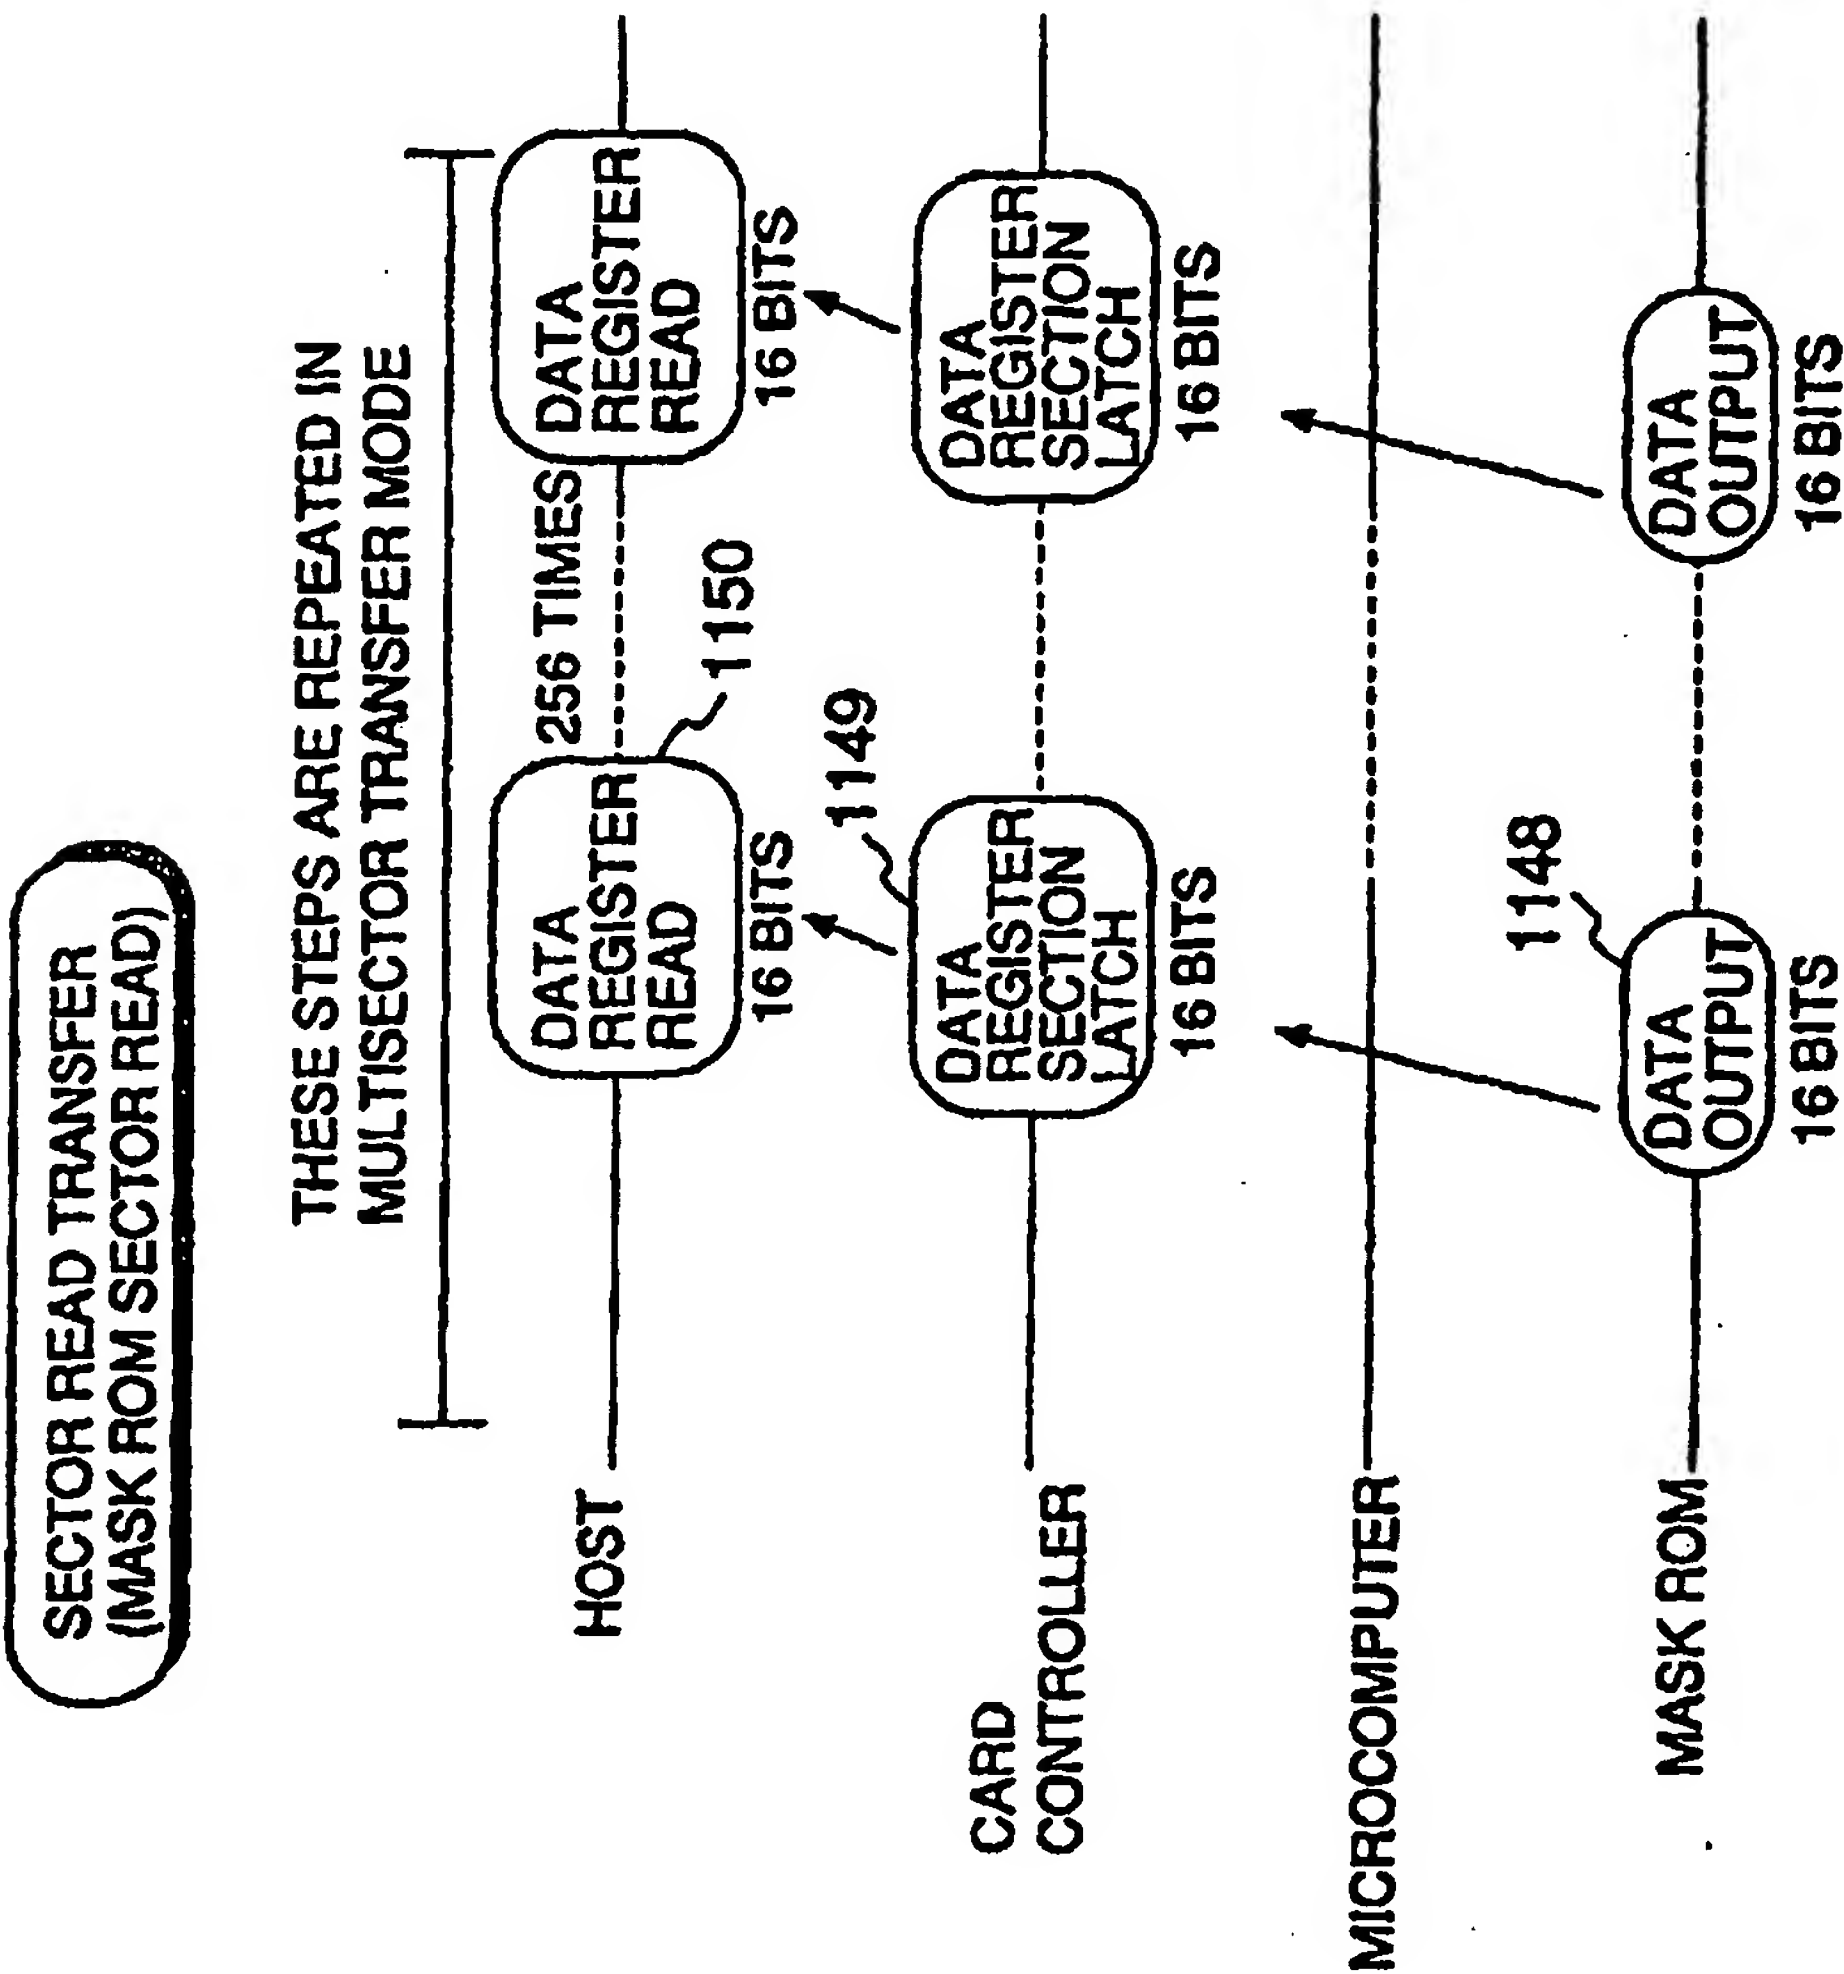 SECTOR READ TRANSFER
(MASK ROM SECTOR READ)
THESE STEPS ARE REPEATED IN
MULTISECTOR TRANSFER MODE
HOST
DATA
REGISTER
READ
16 BITS
256 TIMES
1150
DATA
REGISTER
READ
16 BITS
CARD
CONTROLLER
DATA
REGISTER
SECTION
LATCH
16 BITS
1149
DATA
REGISTER
SECTION
LATCH
16 BITS
MICROCOMPUTER
MASK ROM
DATA
OUTPUT
16 BITS
1148
DATA
OUTPUT
16 BITS